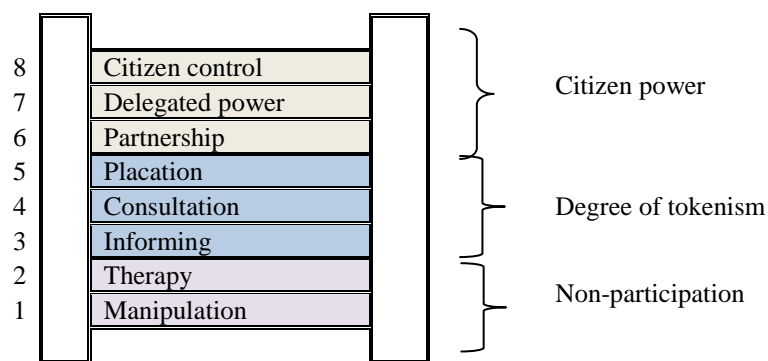 8 Citizen control
7 Delegated power
6 Partnership
Citizen power
5 Placation
4 Consultation
3 Informing
Degree of tokenism
2 Therapy
1 Manipulation
Non-participation